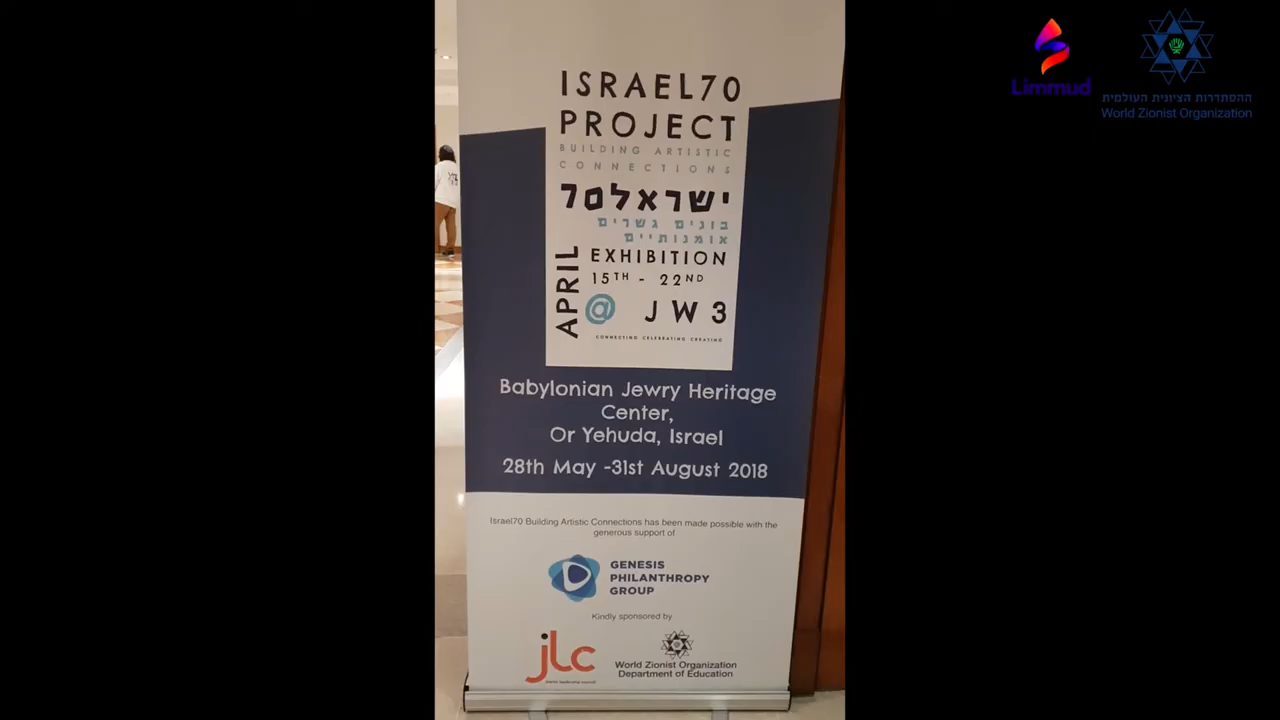 ISRAEL70
PROJECT
BUILDING ARTISTIC
CONNECTIONS
ישראל70
בונים גשרים
אומנותיים
APRIL
EXHIBITION
15TH - 22ND
@ JW3
CONNECTING CELEBRATING CREATING
Babylonian Jewry Heritage
Center,
Or Yehuda, Israel
28th May -31st August 2018
Israel70 Building Artistic Connections has been made possible with the
generous support of
GENESIS
PHILANTHROPY
GROUP
Kindly sponsored by
jlc
jewish leadership council
World Zionist Organization
Department of Education
Limmud
ההסתדרות הציונית העולמית
World Zionist Organization